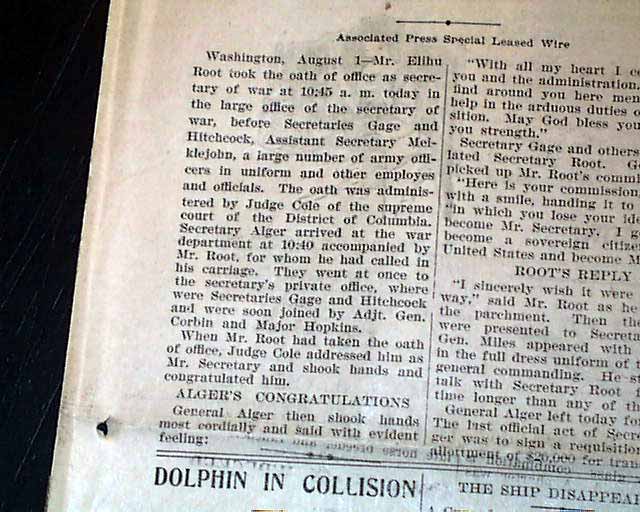 Associated Press Special Leased Wire
Washington, August 1—Mr. Elihu
Root took the oath of office as secre-
tary of war at 10:45 a. m. today in
the large office of the secretary of
war, before Secretaries Gage and
Hitchcock, Assistant Secretary Mei-
klejohn, a large number of army offi-
cers in uniform and other employes
and officials. The oath was adminis-
tered by Judge Cole of the supreme
court of the District of Columbia.
Secretary Alger arrived at the war
department at 10:40 accompanied by
Mr. Root, for whom he had called in
his carriage. They went at once to
the secretary's private office, where
were Secretaries Gage and Hitchcock
and were soon joined by Adjt. Gen.
Corbin and Major Hopkins.
When Mr. Root had taken the oath
of office, Judge Cole addressed him as
Mr. Secretary and shook hands and
congratulated him.
ALGER'S CONGRATULATIONS
General Alger then shook hands
most cordially and said with evident
feeling:
"With all my heart I
you and the administration.
find around you here
help in the arduous duties
sition. May God bless
you strength."
Secretary Gage and others
lated Secretary Root.
picked up Mr. Root's
"Here is your commission
with a smile, handing it to
"in which you lose your
become Mr. Secretary. I
become a sovereign
United States and become
ROOT'S REPLY
"I sincerely wish it were
way," said Mr. Root as he
the parchment. Then
were presented to
Gen. Miles appeared with
in the full dress uniform of
general commanding. He
talk with Secretary Root
time longer than any of
General Alger left today
The last official act of
ger was to sign a requisition
allotment of $20,000 for
DOLPHIN IN COLLISION
THE SHIP